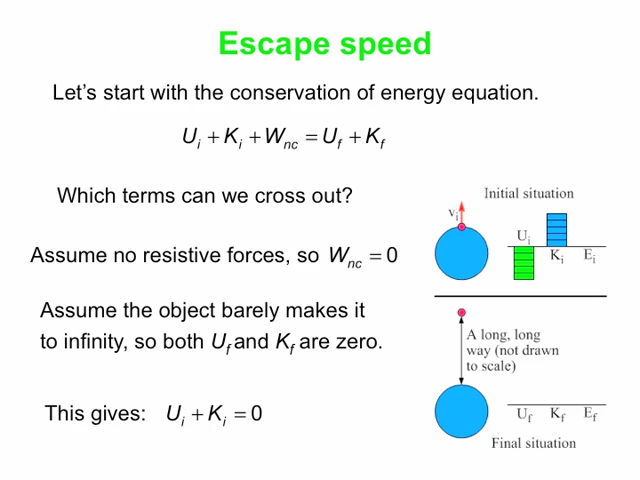 Escape speed
Let's start with the conservation of energy equation.
Ui + Ki + Wnc = Uf + Kf
Which terms can we cross out?
Assume no resistive forces, so Wnc = 0
Assume the object barely makes it
to infinity, so both Uf and Kf are zero.
This gives: Ui + Ki = 0
Initial situation
vi
Ui
Ki Ei
A long, long
way (not drawn
to scale)
Uf Kf Ef
Final situation